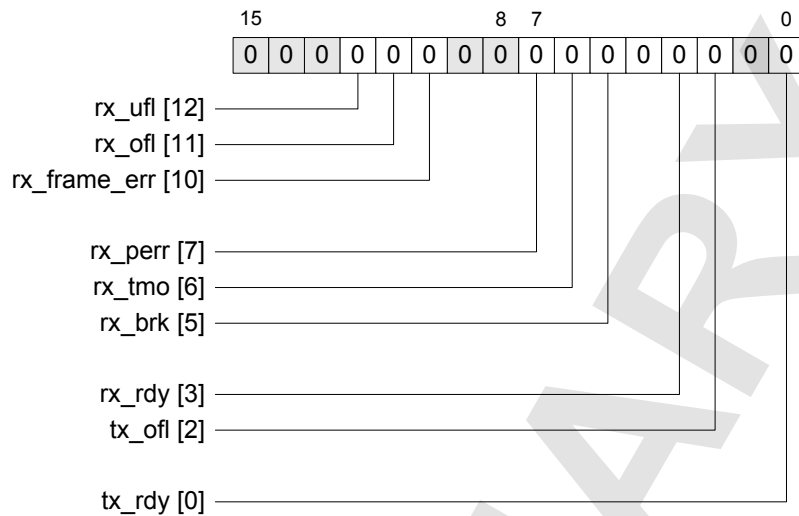 15 8 7 0
0 0 0 0 0 0 0 0 0 0 0 0 0 0 0 0
rx_ufl [12]
rx_ofl [11]
rx_frame_err [10]
rx_perr [7]
rx_tmo [6]
rx_brk [5]
rx_rdy [3]
tx_ofl [2]
tx_rdy [0]